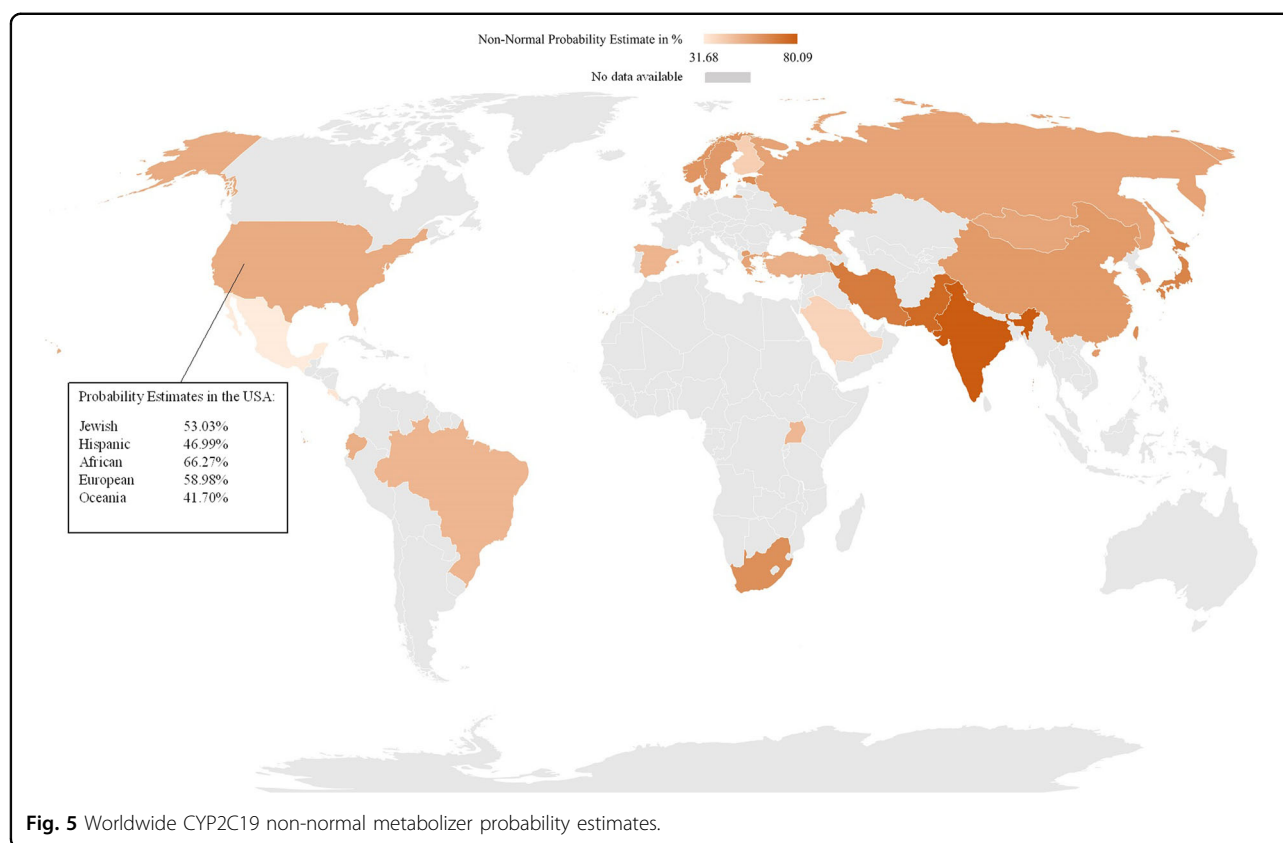 Non-Normal Probability Estimate in %
31.68 80.09
No data available
Probability Estimates in the USA:
Jewish 53.03%
Hispanic 46.99%
African 66.27%
European 58.98%
Oceania 41.70%
Fig. 5 Worldwide CYP2C19 non-normal metabolizer probability estimates.